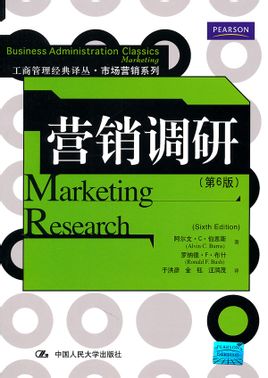 PEARSON
Business Administration Classics
Marketing
工商管理经典译丛·市场营销系列
营销调研
(第6版)
Marketing
Research
(Sixth Edition)
阿尔文·C·伯恩斯
(Alvin C. Burns) 著
罗纳德·F·布什
(Ronald F. Bush)
于洪彦 金钰 汪润茂 译
中国人民大学出版社